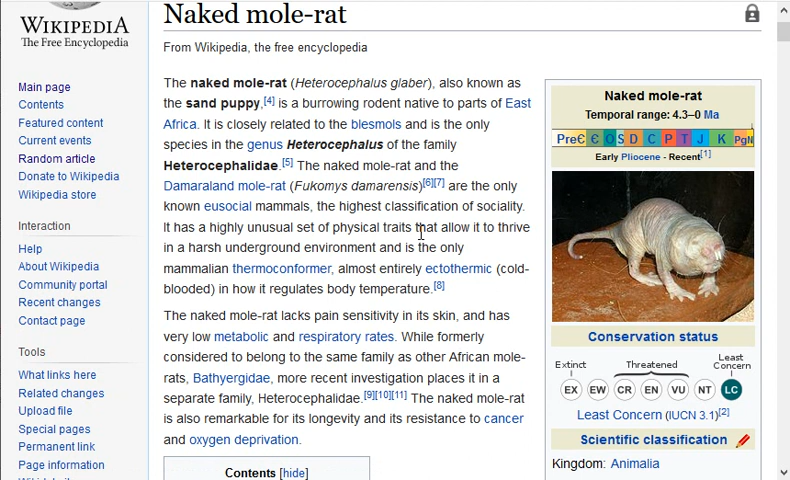 WIKIPEDIA
The Free Encyclopedia
Main page
Contents
Featured content
Current events
Random article
Donate to Wikipedia
Wikipedia store
Interaction
Help
About Wikipedia
Community portal
Recent changes
Contact page
Tools
What links here
Related changes
Upload file
Special pages
Permanent link
Page information
Naked mole-rat
From Wikipedia, the free encyclopedia
The naked mole-rat (Heterocephalus glaber), also known as
the sand puppy,[4] is a burrowing rodent native to parts of East
Africa. It is closely related to the blesmols and is the only
species in the genus Heterocephalus of the family
Heterocephalidae.[5] The naked mole-rat and the
Damaraland mole-rat (Fukomys damarensis)[6][7] are the only
known eusocial mammals, the highest classification of sociality.
It has a highly unusual set of physical traits that allow it to thrive
in a harsh underground environment and is the only
mammalian thermoconformer, almost entirely ectothermic (cold-
blooded) in how it regulates body temperature.[8]
The naked mole-rat lacks pain sensitivity in its skin, and has
very low metabolic and respiratory rates. While formerly
considered to belong to the same family as other African mole-
rats, Bathyergidae, more recent investigation places it in a
separate family, Heterocephalidae.[9][10][11] The naked mole-rat
is also remarkable for its longevity and its resistance to cancer
and oxygen deprivation.
Contents [hide]
Naked mole-rat
Temporal range: 4.3–0 Ma
PreЄ Є O S D C P T J K Pg N
Early Pliocene - Recent[1]
Conservation status
Extinct Threatened Least Concern
EX EW CR EN VU NT LC
Least Concern (IUCN 3.1)[2]
Scientific classification
Kingdom: Animalia